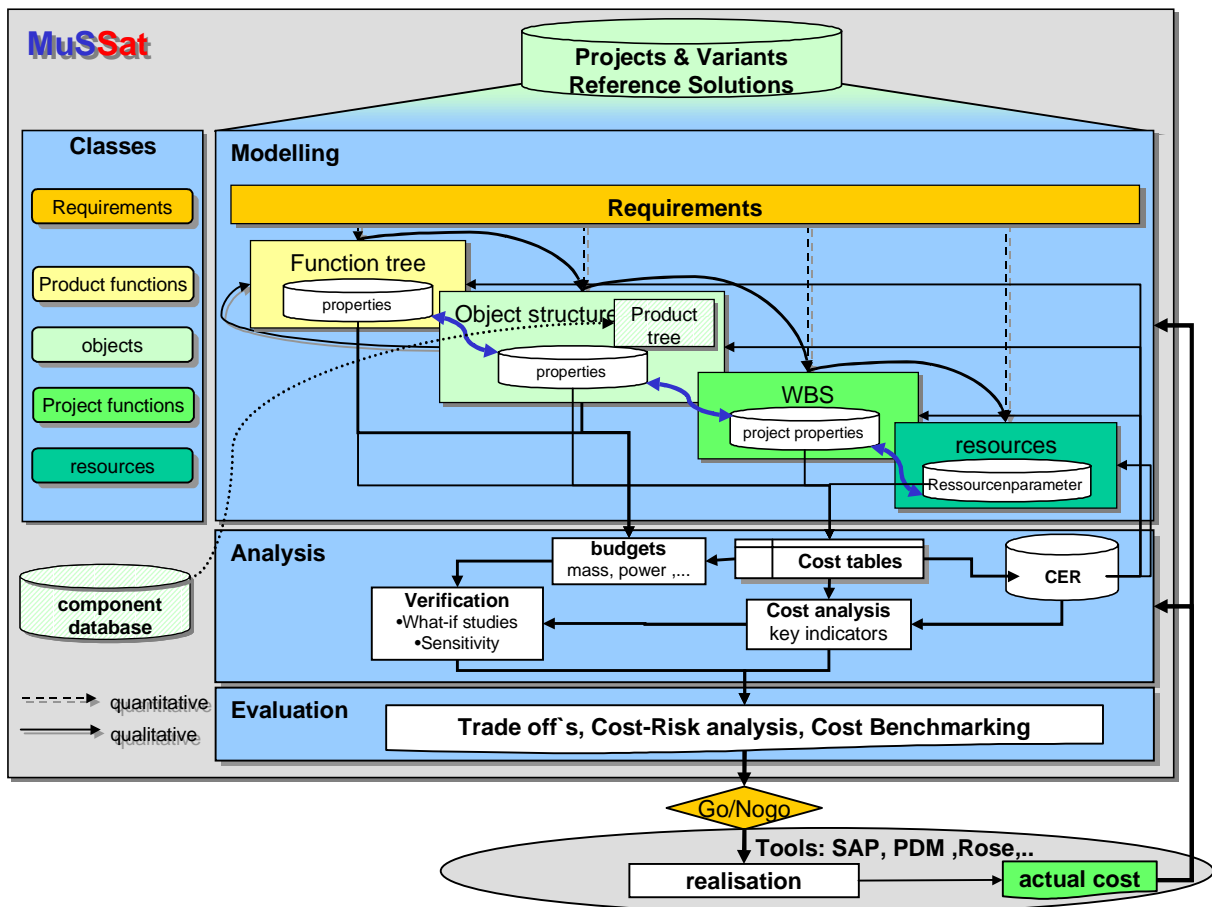 MuSSat
Projects & Variants
Reference Solutions
Classes
Requirements
Product functions
objects
Project functions
resources
component
database
quantitative
qualitative
Modelling
Requirements
Function tree
properties
Object structure
Product
tree
properties
WBS
project properties
resources
Ressourcenparameter
Analysis
budgets
mass, power ,...
Cost tables
CER
Verification
•What-if studies
•Sensitivity
Cost analysis
key indicators
Evaluation
Trade off`s, Cost-Risk analysis, Cost Benchmarking
Go/Nogo
Tools: SAP, PDM ,Rose,..
realisation
actual cost